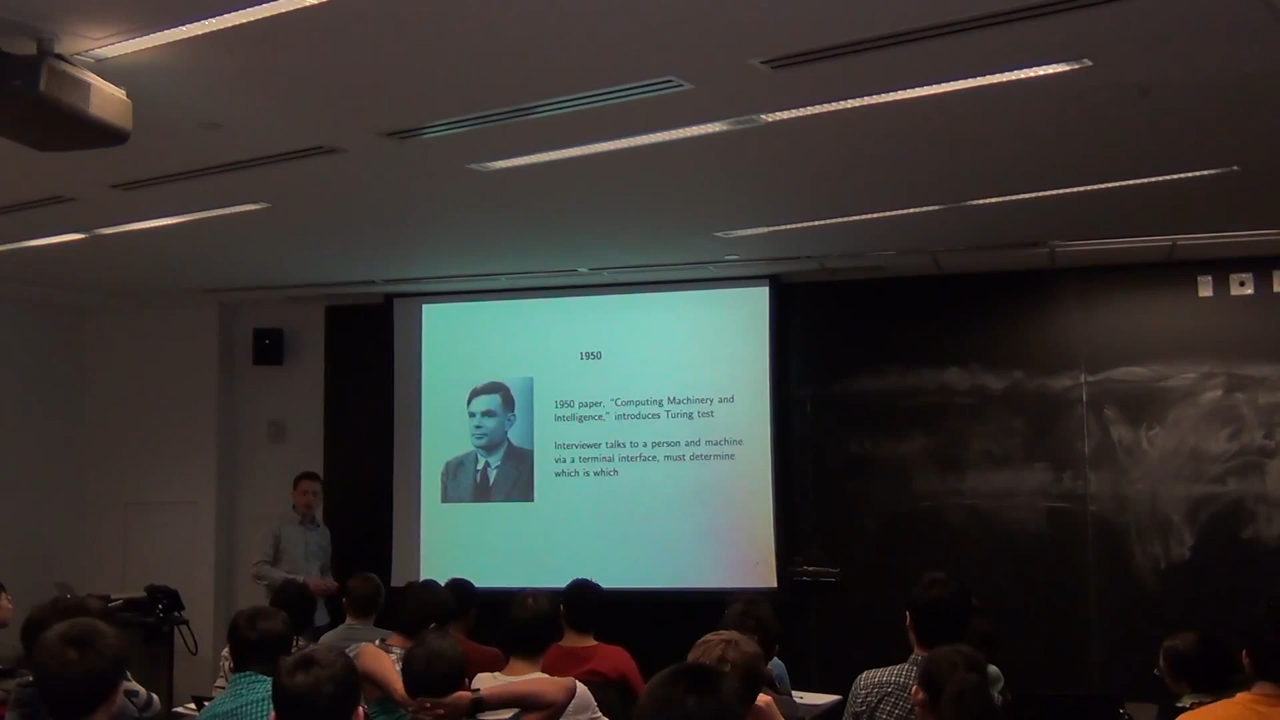 1950
1950 paper, "Computing Machinery and
Intelligence," introduces Turing test
Interviewer talks to a person and machine
via a terminal interface, must determine
which is which